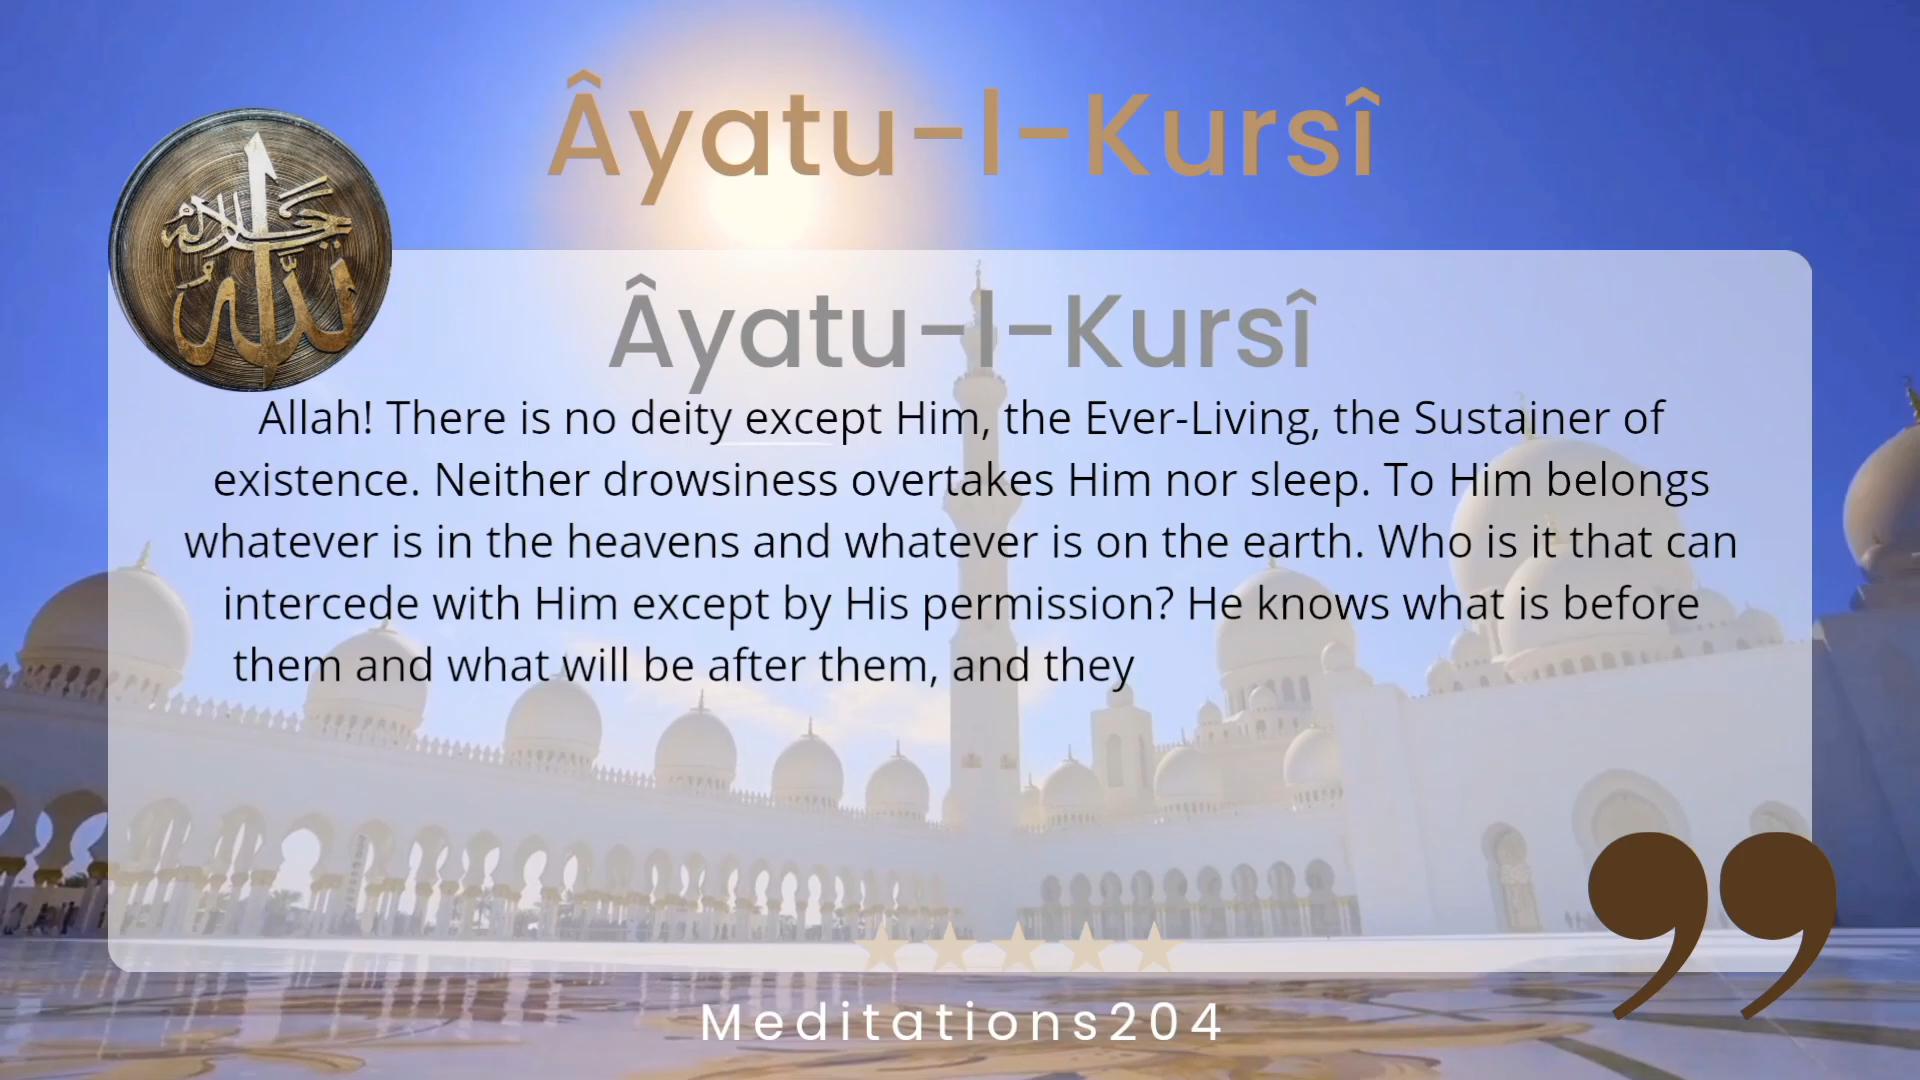 Âyatu-l-Kursî
الله
جل جلاله
Âyatu-l-Kursî
Allah! There is no deity except Him, the Ever-Living, the Sustainer of
existence. Neither drowsiness overtakes Him nor sleep. To Him belongs
whatever is in the heavens and whatever is on the earth. Who is it that can
intercede with Him except by His permission? He knows what is before
them and what will be after them, and they
”
Meditations204